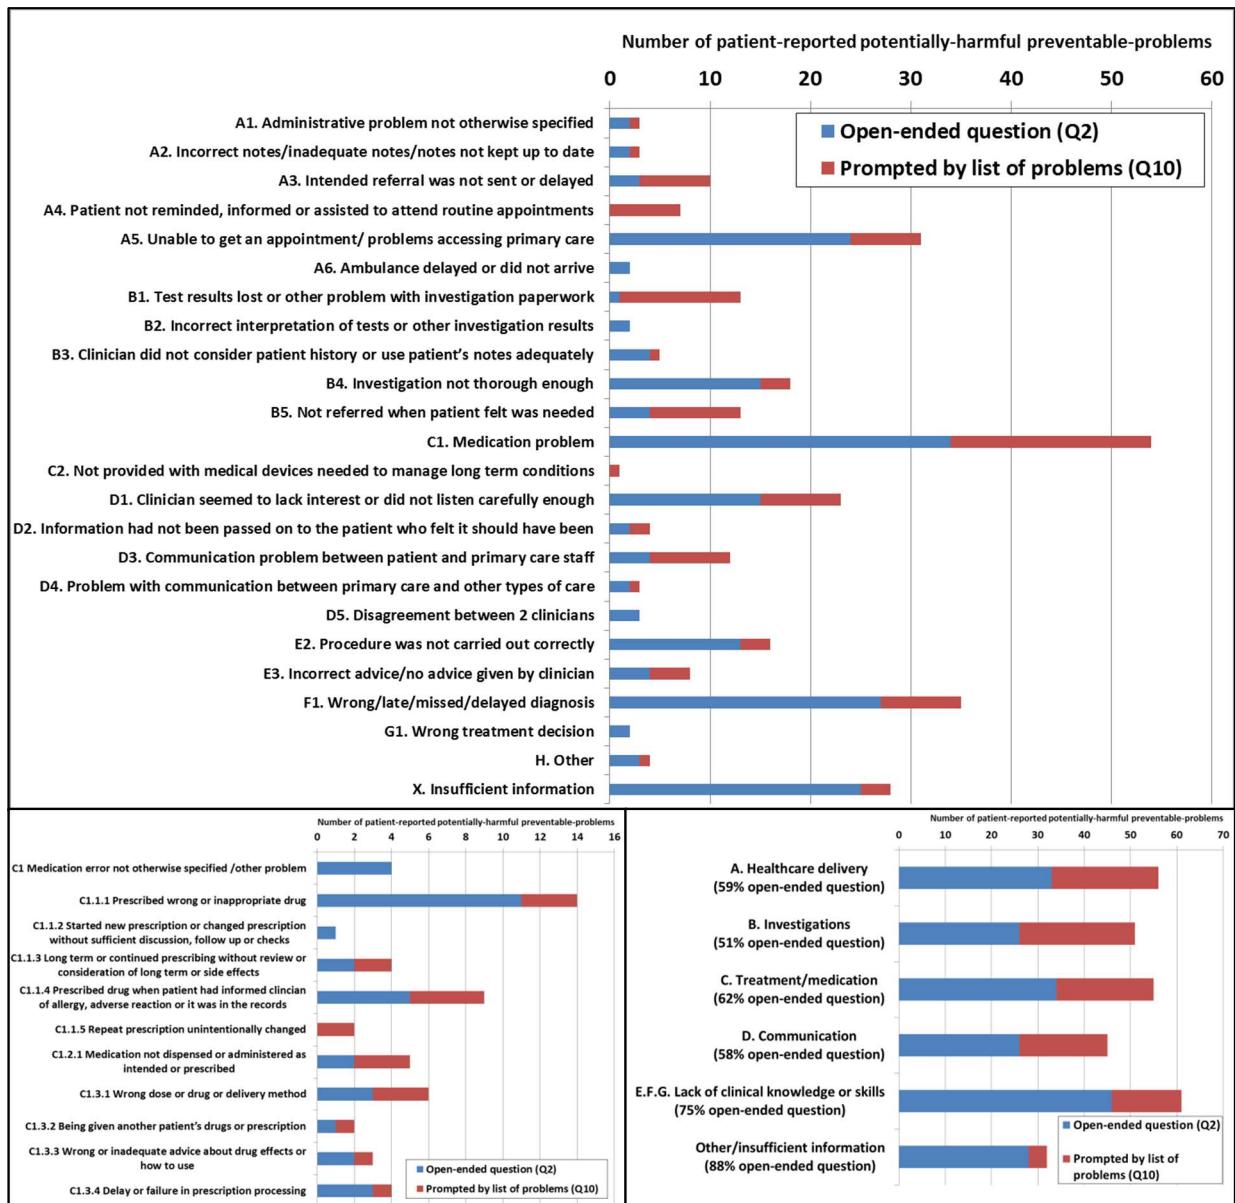 Number of patient-reported potentially-harmful preventable-problems
0 10 20 30 40 50 60
Open-ended question (Q2)
Prompted by list of problems (Q10)
A1. Administrative problem not otherwise specified
A2. Incorrect notes/inadequate notes/notes not kept up to date
A3. Intended referral was not sent or delayed
A4. Patient not reminded, informed or assisted to attend routine appointments
A5. Unable to get an appointment/ problems accessing primary care
A6. Ambulance delayed or did not arrive
B1. Test results lost or other problem with investigation paperwork
B2. Incorrect interpretation of tests or other investigation results
B3. Clinician did not consider patient history or use patient's notes adequately
B4. Investigation not thorough enough
B5. Not referred when patient felt was needed
C1. Medication problem
C2. Not provided with medical devices needed to manage long term conditions
D1. Clinician seemed to lack interest or did not listen carefully enough
D2. Information had not been passed on to the patient who felt it should have been
D3. Communication problem between patient and primary care staff
D4. Problem with communication between primary care and other types of care
D5. Disagreement between 2 clinicians
E2. Procedure was not carried out correctly
E3. Incorrect advice/no advice given by clinician
F1. Wrong/late/missed/delayed diagnosis
G1. Wrong treatment decision
H. Other
X. Insufficient information
Number of patient-reported potentially-harmful preventable-problems
0 2 4 6 8 10 12 14 16
C1 Medication error not otherwise specified /other problem
C1.1.1 Prescribed wrong or inappropriate drug
C1.1.2 Started new prescription or changed prescription
without sufficient discussion, follow up or checks
C1.1.3 Long term or continued prescribing without review or
consideration of long term or side effects
C1.1.4 Prescribed drug when patient had informed clincian
of allergy, adverse reaction or it was in the records
C1.1.5 Repeat prescription unintentionally changed
C1.2.1 Medication not dispensed or administered as
intended or prescribed
C1.3.1 Wrong dose or drug or delivery method
C1.3.2 Being given another patient's drugs or prescription
C1.3.3 Wrong or inadequate advice about drug effects or
how to use
C1.3.4 Delay or failure in prescription processing
Open-ended question (Q2)
Prompted by list of problems (Q10)
Number of patient-reported potentially-harmful preventable-problems
0 10 20 30 40 50 60 70
A. Healthcare delivery
(59% open-ended question)
B. Investigations
(51% open-ended question)
C. Treatment/medication
(62% open-ended question)
D. Communication
(58% open-ended question)
E.F.G. Lack of clinical knowledge or skills
(75% open-ended question)
Other/insufficient information
(88% open-ended question)
Open-ended question (Q2)
Prompted by list of
problems (Q10)